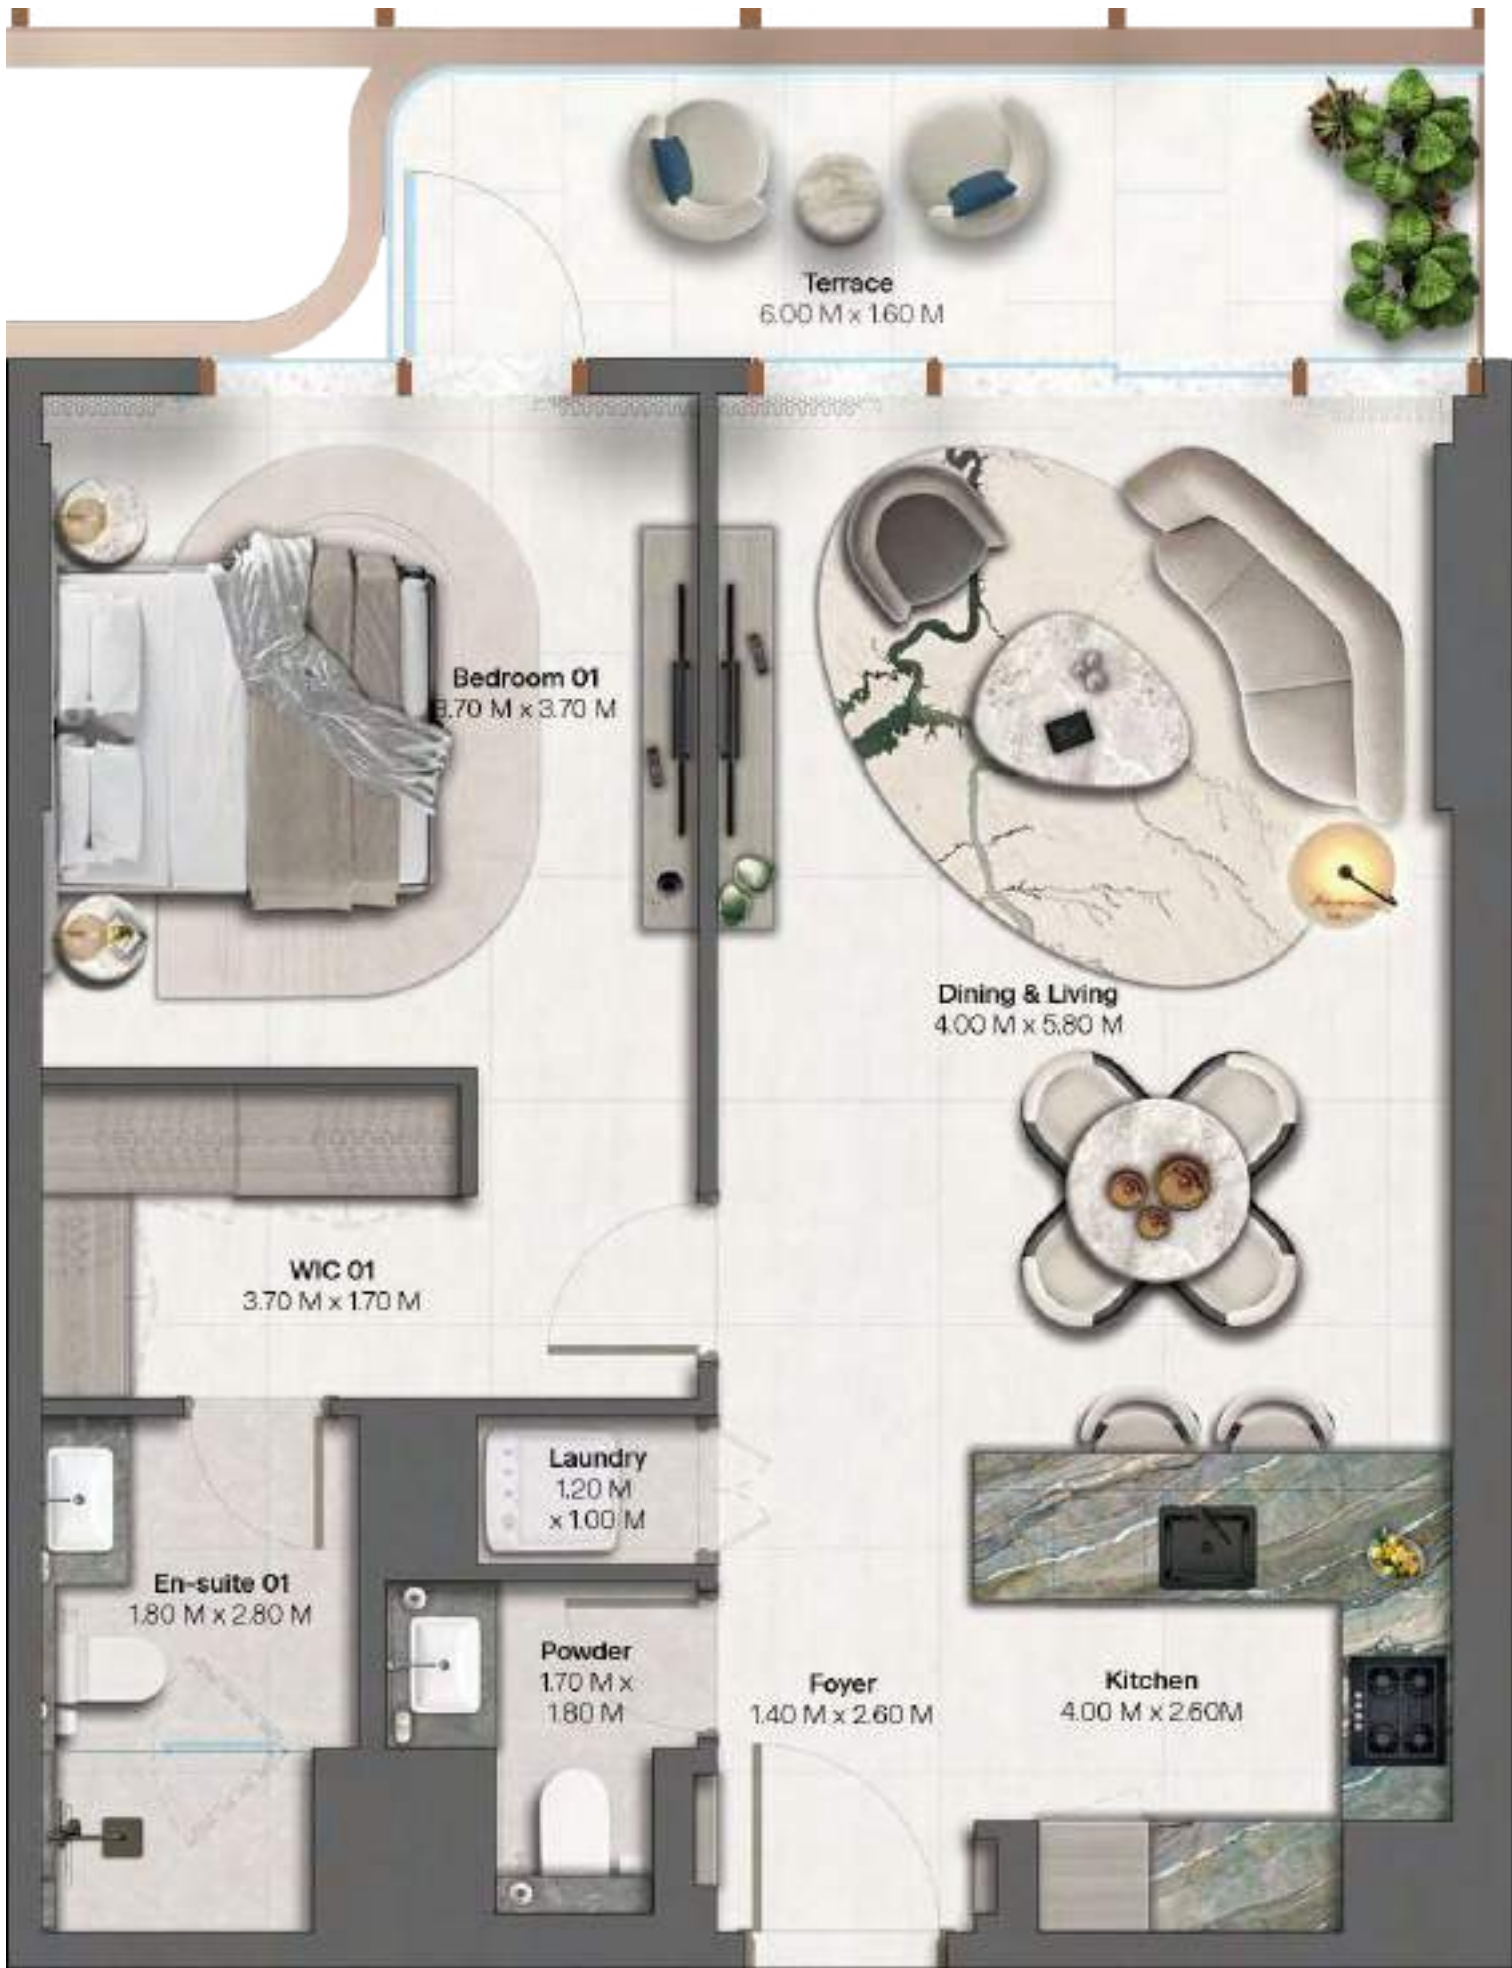 Terrace
6.00 M x 1.60 M
Bedroom 01
3.70 M x 3.70 M
Dining & Living
4.00 M x 5.80 M
WIC 01
3.70 M x 1.70 M
Laundry
1.20 M
x 1.00 M
En-suite 01
1.80 M x 2.80 M
Powder
1.70 M x
1.80 M
Foyer
1.40 M x 2.60 M
Kitchen
4.00 M x 2.60M